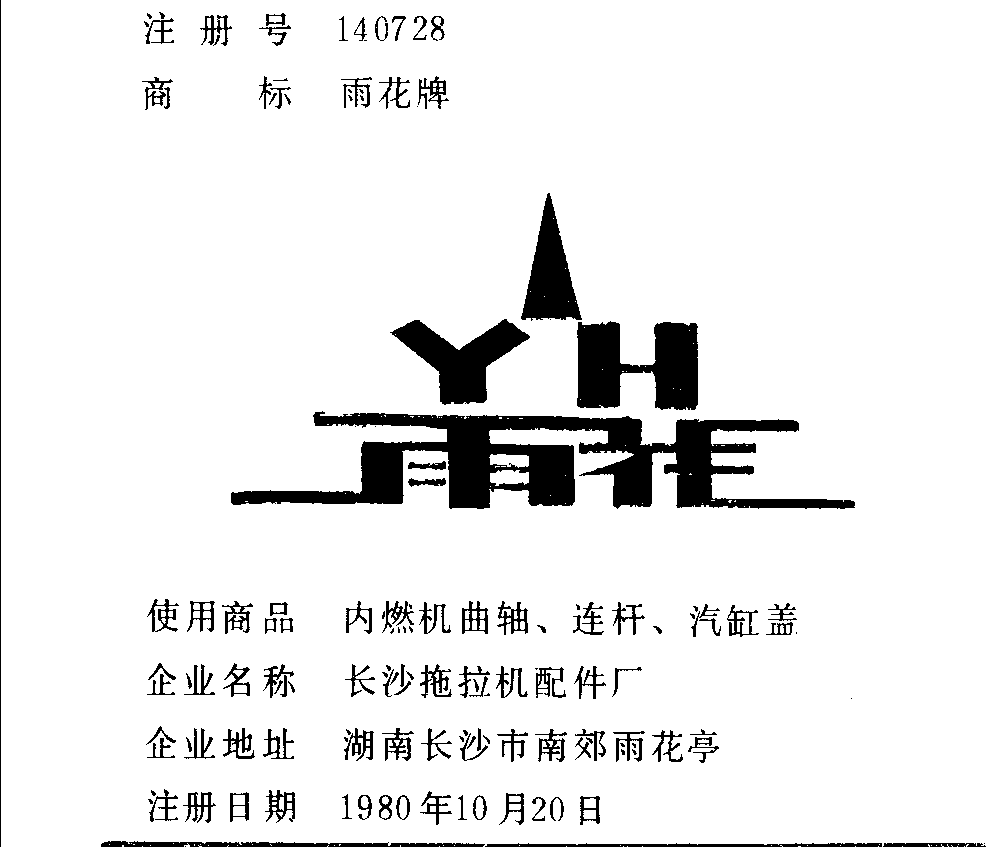 注册号 140728
商标 雨花牌
YH
雨花
使用商品 内燃机曲轴、连杆、汽缸盖
企业名称 长沙拖拉机配件厂
企业地址 湖南长沙市南郊雨花亭
注册日期 1980年10月20日